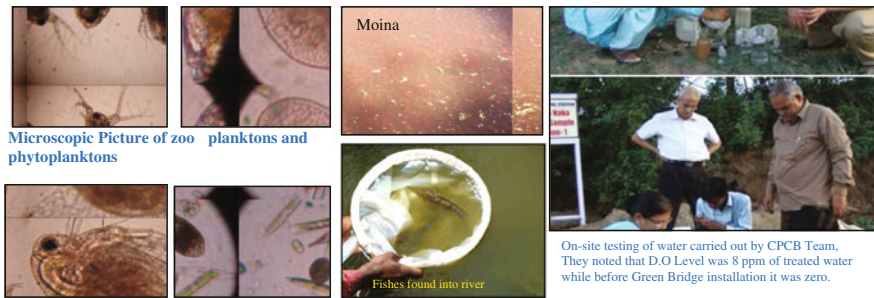 Moina
Microscopic Picture of zoo planktons and
phytoplanktons
Fishes found into river
Naka
On-site testing of water carried out by CPCB Team,
They noted that D.O Level was 8 ppm of treated water
while before Green Bridge installation it was zero.